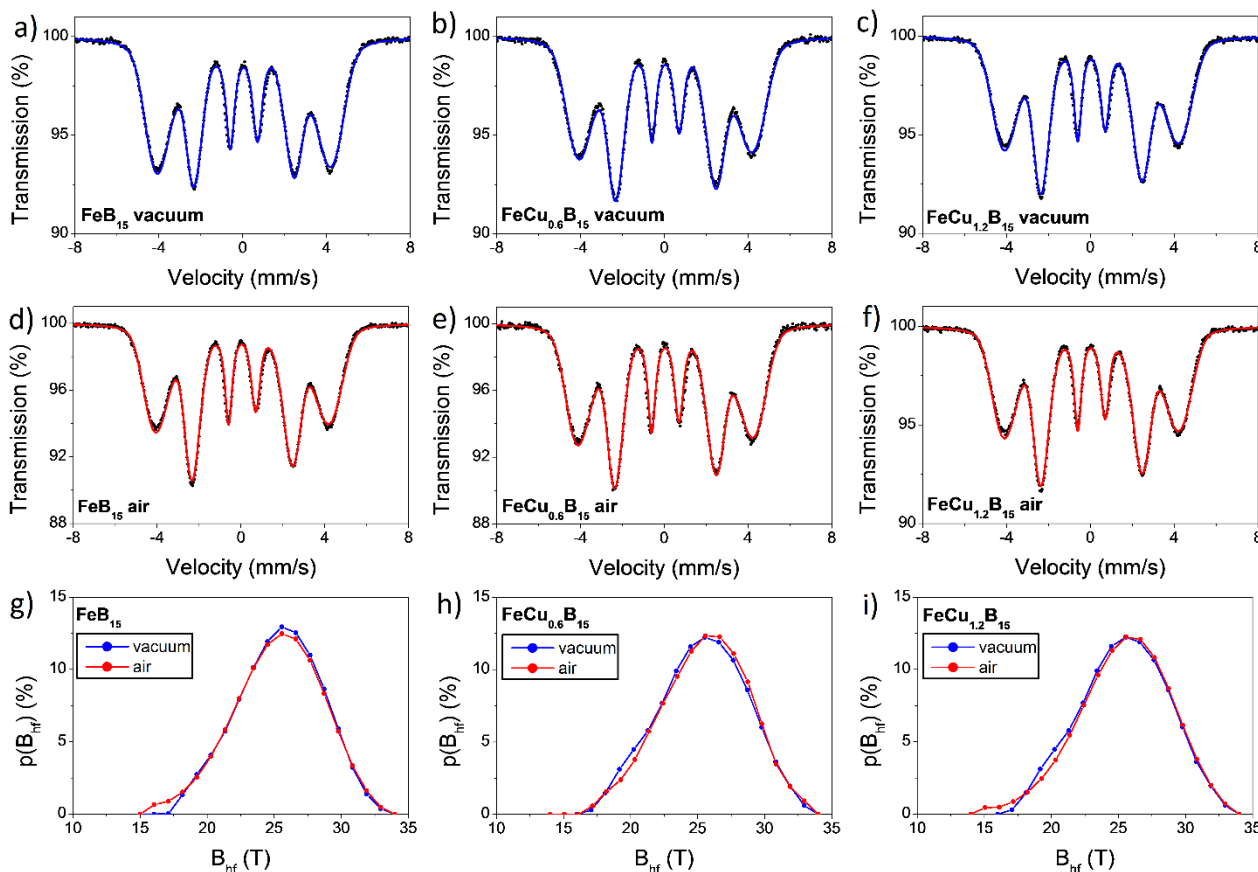 a)
100
95
90
Transmission (%)
FeB15 vacuum
-8 -4 0 4 8
Velocity (mm/s)
b)
100
95
90
Transmission (%)
FeCu0.6B15 vacuum
-8 -4 0 4 8
Velocity (mm/s)
c)
100
95
90
Transmission (%)
FeCu1.2B15 vacuum
-8 -4 0 4 8
Velocity (mm/s)
d)
100
96
92
88
Transmission (%)
FeB15 air
-8 -4 0 4 8
Velocity (mm/s)
e)
100
96
92
88
Transmission (%)
FeCu0.6B15 air
-8 -4 0 4 8
Velocity (mm/s)
f)
100
95
90
Transmission (%)
FeCu1.2B15 air
-8 -4 0 4 8
Velocity (mm/s)
g)
15
10
5
0
p(Bhf) (%)
FeB15
vacuum
air
10 15 20 25 30 35
Bhf (T)
h)
15
10
5
0
p(Bhf) (%)
FeCu0.6B15
vacuum
air
10 15 20 25 30 35
Bhf (T)
i)
15
10
5
0
p(Bhf) (%)
FeCu1.2B15
vacuum
air
10 15 20 25 30 35
Bhf (T)